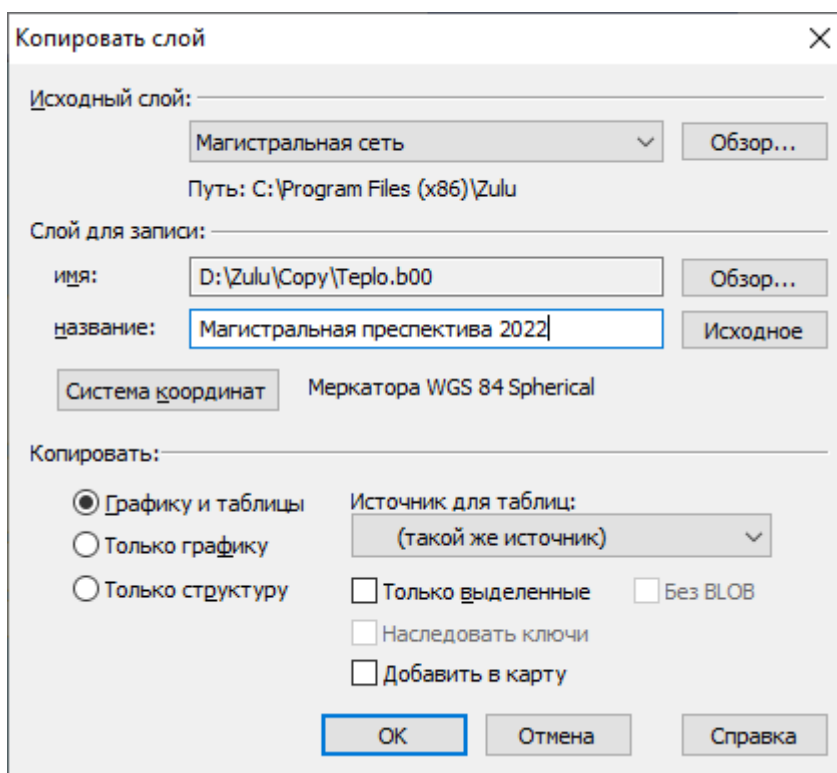 Копировать слой
Исходный слой:
Магистральная сеть Обзор...
Путь: C:\Program Files (x86)\Zulu
Слой для записи:
имя: D:\Zulu\Copy\Teplo.b00 Обзор...
название: Магистральная преспектива 2022 Исходное
Система координат Меркатора WGS 84 Spherical
Копировать:
Графику и таблицы Источник для таблиц:
(такой же источник)
Только графику
Только структуру Только выделенные Без BLOB
Наследовать ключи
Добавить в карту
ОК Отмена Справка